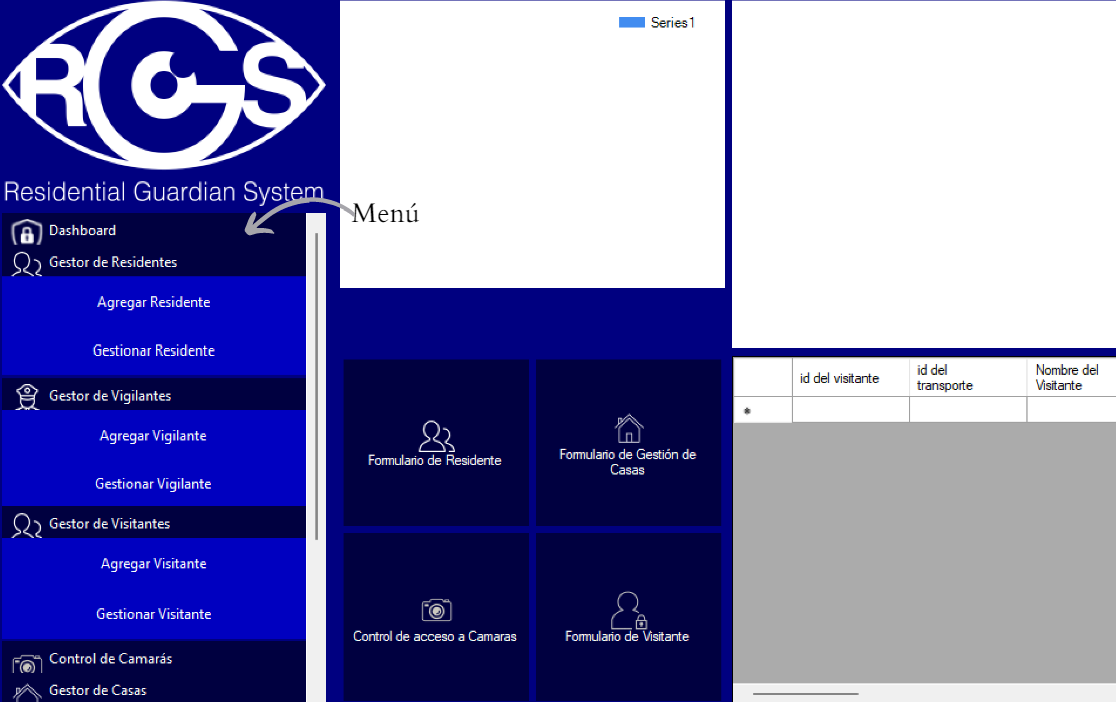 RGS
Residential Guardian System
Dashboard
Gestor de Residentes
Agregar Residente
Gestionar Residente
Gestor de Vigilantes
Agregar Vigilante
Gestionar Vigilante
Gestor de Visitantes
Agregar Visitante
Gestionar Visitante
Control de Camarás
Gestor de Casas
Menú
Series1
Formulario de Residente
Formulario de Gestión de
Casas
Control de acceso a Camaras
Formulario de Visitante
id del visitante
id del
transporte
Nombre del
Visitante